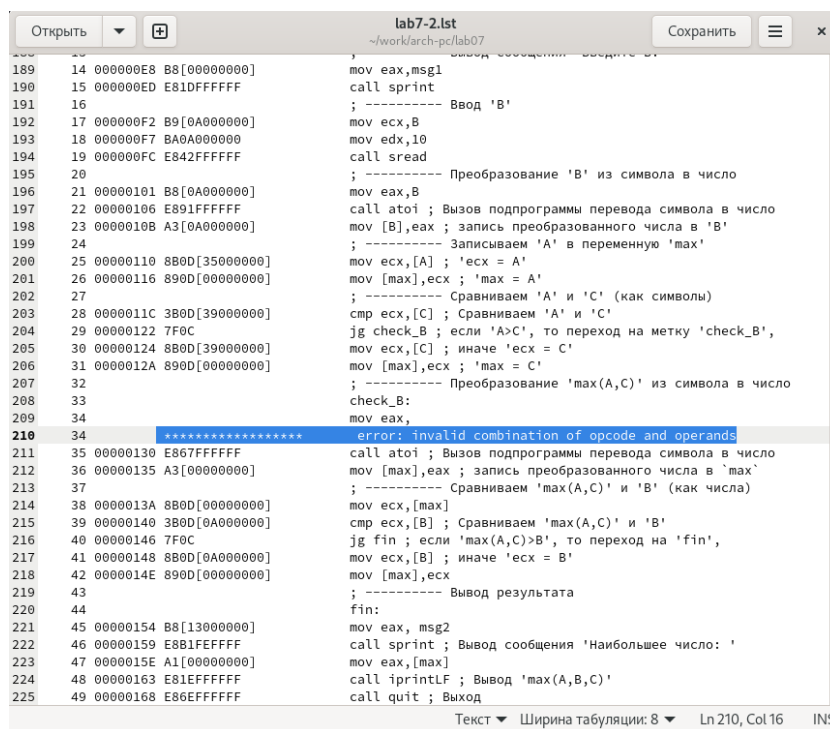 Открыть lab7-2.lst Сохранить
~/work/arch-pc/lab07
189 14 000000E8 B8[00000000] mov eax,msg1
190 15 000000ED E81DFFFFFF call sprint
191 16 ; ---------- Ввод 'B'
192 17 000000F2 B9[0A000000] mov ecx,B
193 18 000000F7 BA0A000000 mov edx,10
194 19 000000FC E842FFFFFF call sread
195 20 ; ---------- Преобразование 'B' из символа в число
196 21 00000101 B8[0A000000] mov eax,B
197 22 00000106 E891FFFFFF call atoi ; Вызов подпрограммы перевода символа в число
198 23 0000010B A3[0A000000] mov [B],eax ; запись преобразованного числа в 'B'
199 24 ; ---------- Записываем 'A' в переменную 'max'
200 25 00000110 8B0D[35000000] mov ecx,[A] ; 'ecx = A'
201 26 00000116 890D[00000000] mov [max],ecx ; 'max = A'
202 27 ; ---------- Сравниваем 'A' и 'C' (как символы)
203 28 0000011C 3B0D[39000000] cmp ecx,[C] ; Сравниваем 'A' и 'C'
204 29 00000122 7F0C jg check_B ; если 'A>C', то переход на метку 'check_B',
205 30 00000124 8B0D[39000000] mov ecx,[C] ; иначе 'ecx = C'
206 31 0000012A 890D[00000000] mov [max],ecx ; 'max = C'
207 32 ; ---------- Преобразование 'max(A,C)' из символа в число
208 33 check_B:
209 34 mov eax,
210 34 ****************** error: invalid combination of opcode and operands
211 35 00000130 E867FFFFFF call atoi ; Вызов подпрограммы перевода символа в число
212 36 00000135 A3[00000000] mov [max],eax ; запись преобразованного числа в `max`
213 37 ; ---------- Сравниваем 'max(A,C)' и 'B' (как числа)
214 38 0000013A 8B0D[00000000] mov ecx,[max]
215 39 00000140 3B0D[0A000000] cmp ecx,[B] ; Сравниваем 'max(A,C)' и 'B'
216 40 00000146 7F0C jg fin ; если 'max(A,C)>B', то переход на 'fin',
217 41 00000148 8B0D[0A000000] mov ecx,[B] ; иначе 'ecx = B'
218 42 0000014E 890D[00000000] mov [max],ecx
219 43 ; ---------- Вывод результата
220 44 fin:
221 45 00000154 B8[13000000] mov eax, msg2
222 46 00000159 E8B1FEFFFF call sprint ; Вывод сообщения 'Наибольшее число: '
223 47 0000015E A1[00000000] mov eax,[max]
224 48 00000163 E81EFFFFFF call iprintLF ; Вывод 'max(A,B,C)'
225 49 00000168 E86EFFFFFF call quit ; Выход
Текст Ширина табуляции: 8 Ln 210, Col 16